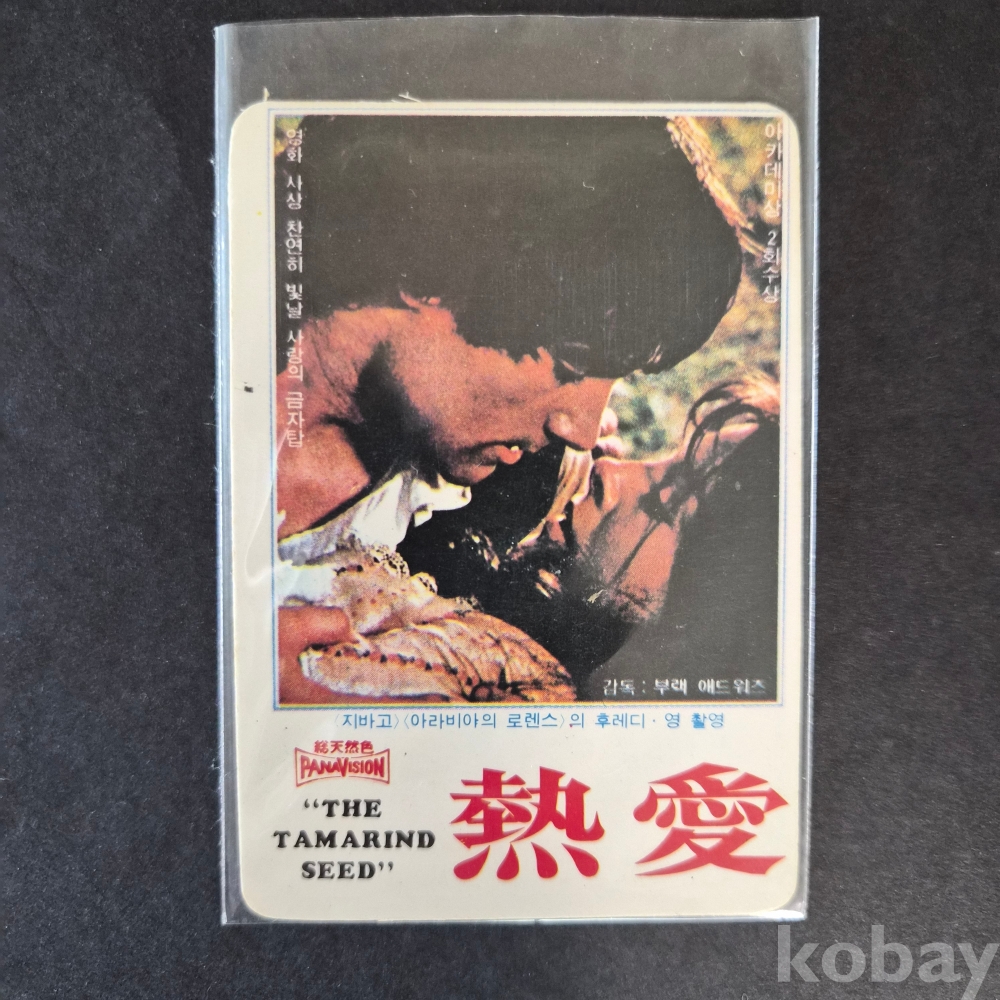 영화 사상 찬연히 빛날 사랑의 금자탑
아카데미상 2회수상
감독 : 부래 애드워즈
〈지바고〉〈아라비아의 로렌스〉의 후레디·영 촬영
総天然色
PANAVISION
“THE
TAMARIND
SEED”
熱愛
kobay